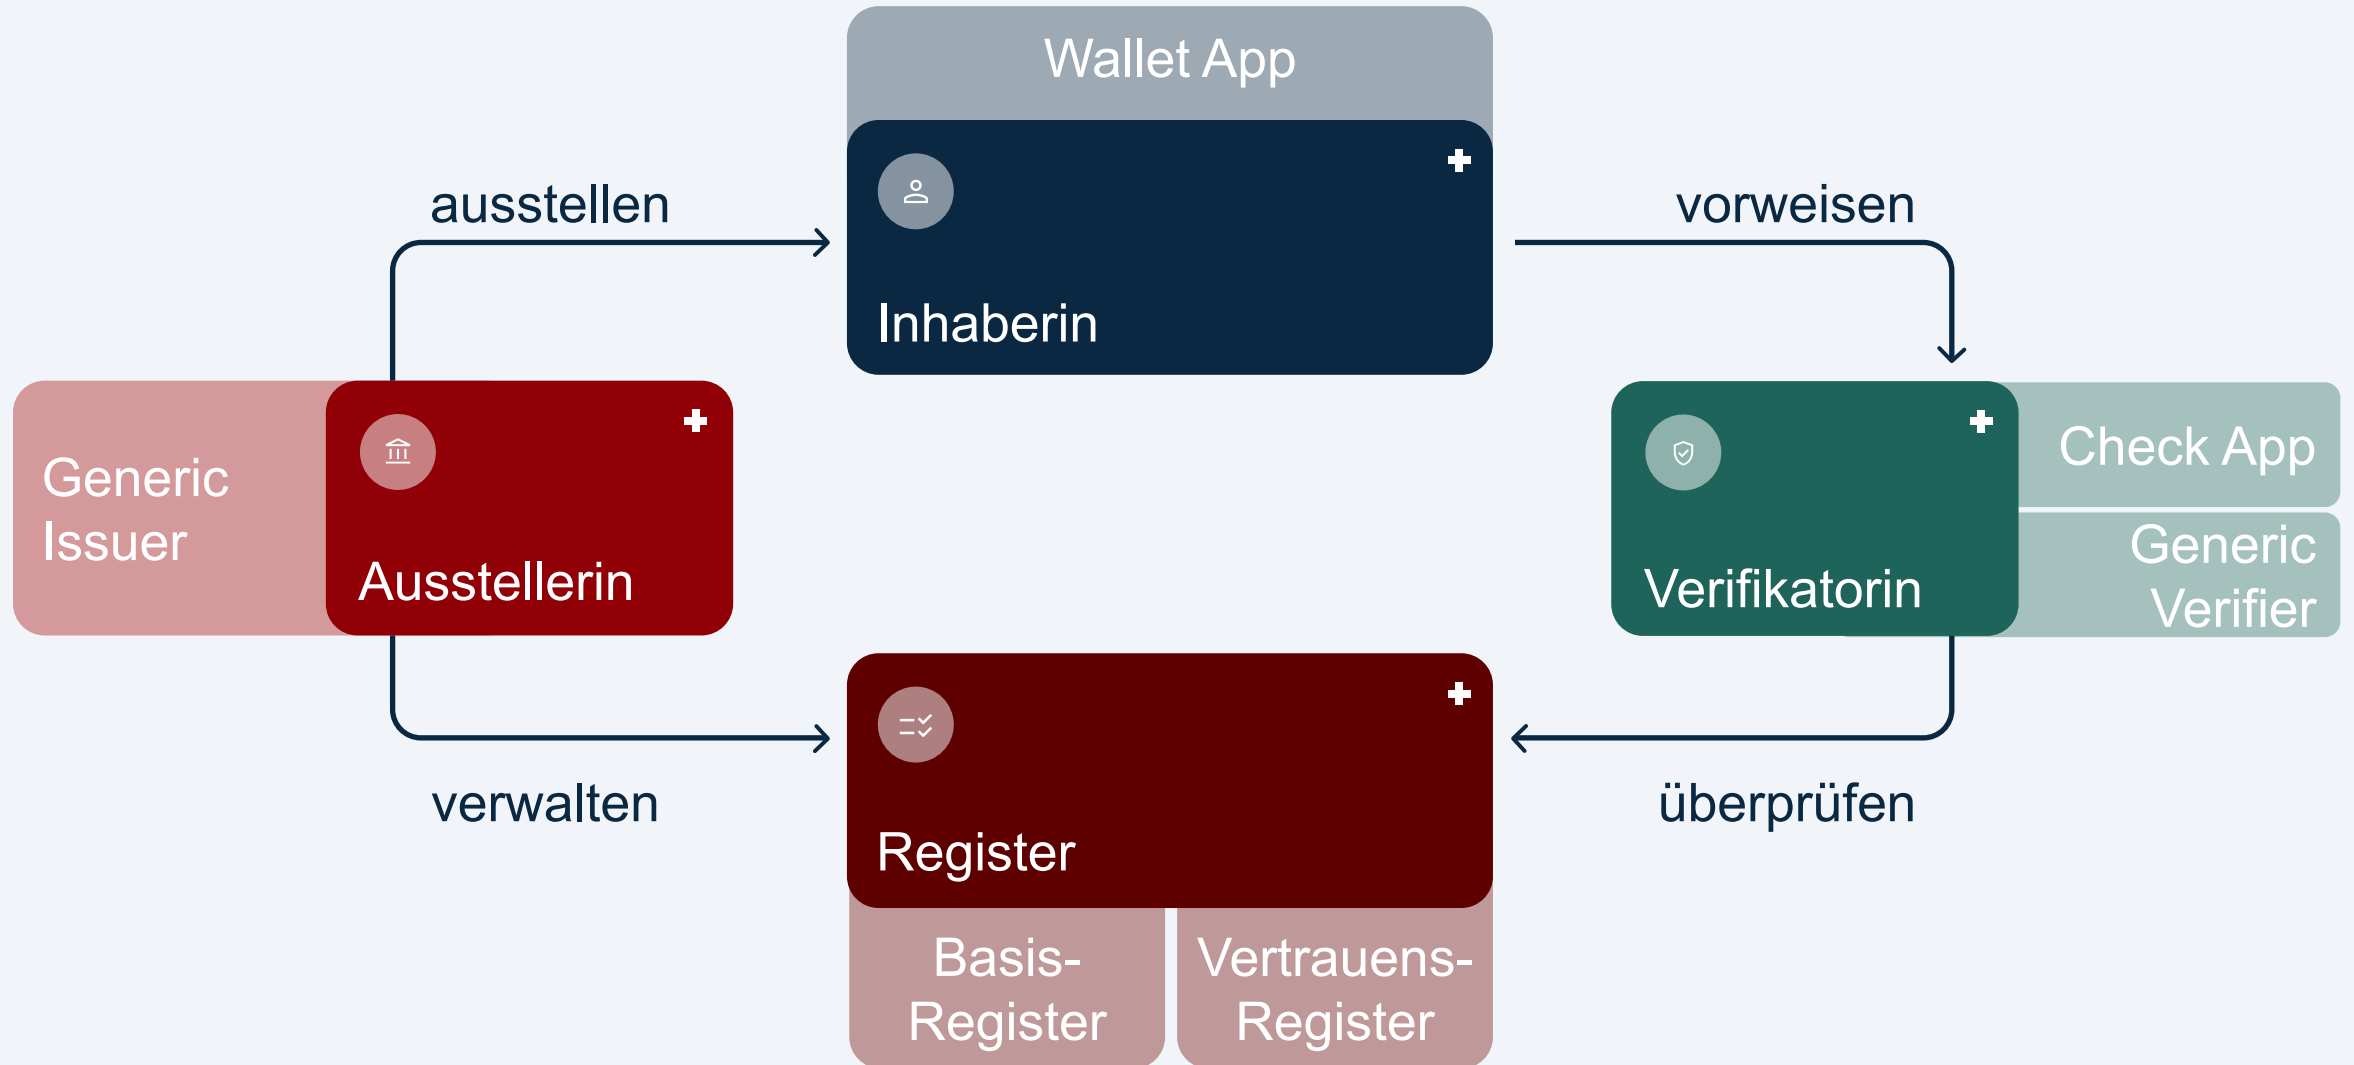 Wallet App
ausstellen
vorweisen
Inhaberin
Generic
Issuer
Ausstellerin
Verifikatorin
Check App
Generic
Verifier
verwalten
überprüfen
Register
Basis-
Register
Vertrauens-
Register